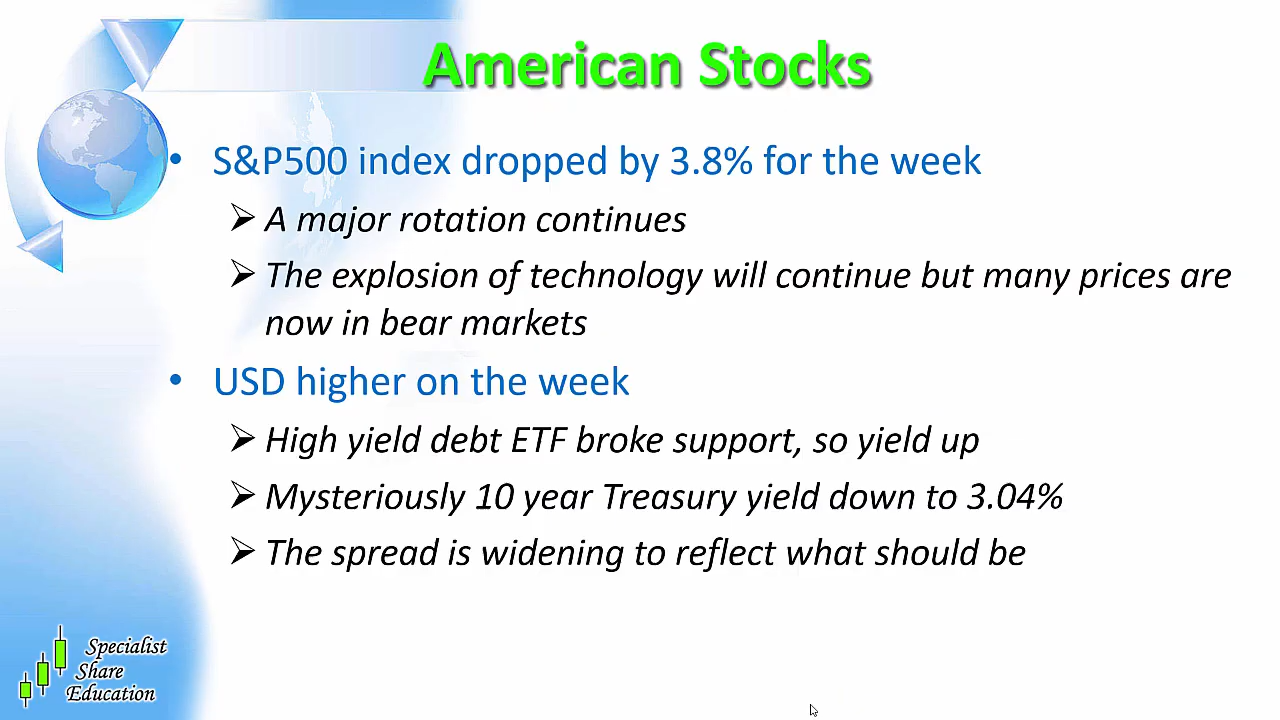 American Stocks
• S&P500 index dropped by 3.8% for the week
➢ A major rotation continues
➢ The explosion of technology will continue but many prices are
now in bear markets
• USD higher on the week
➢ High yield debt ETF broke support, so yield up
➢ Mysteriously 10 year Treasury yield down to 3.04%
➢ The spread is widening to reflect what should be
Specialist
Share
Education